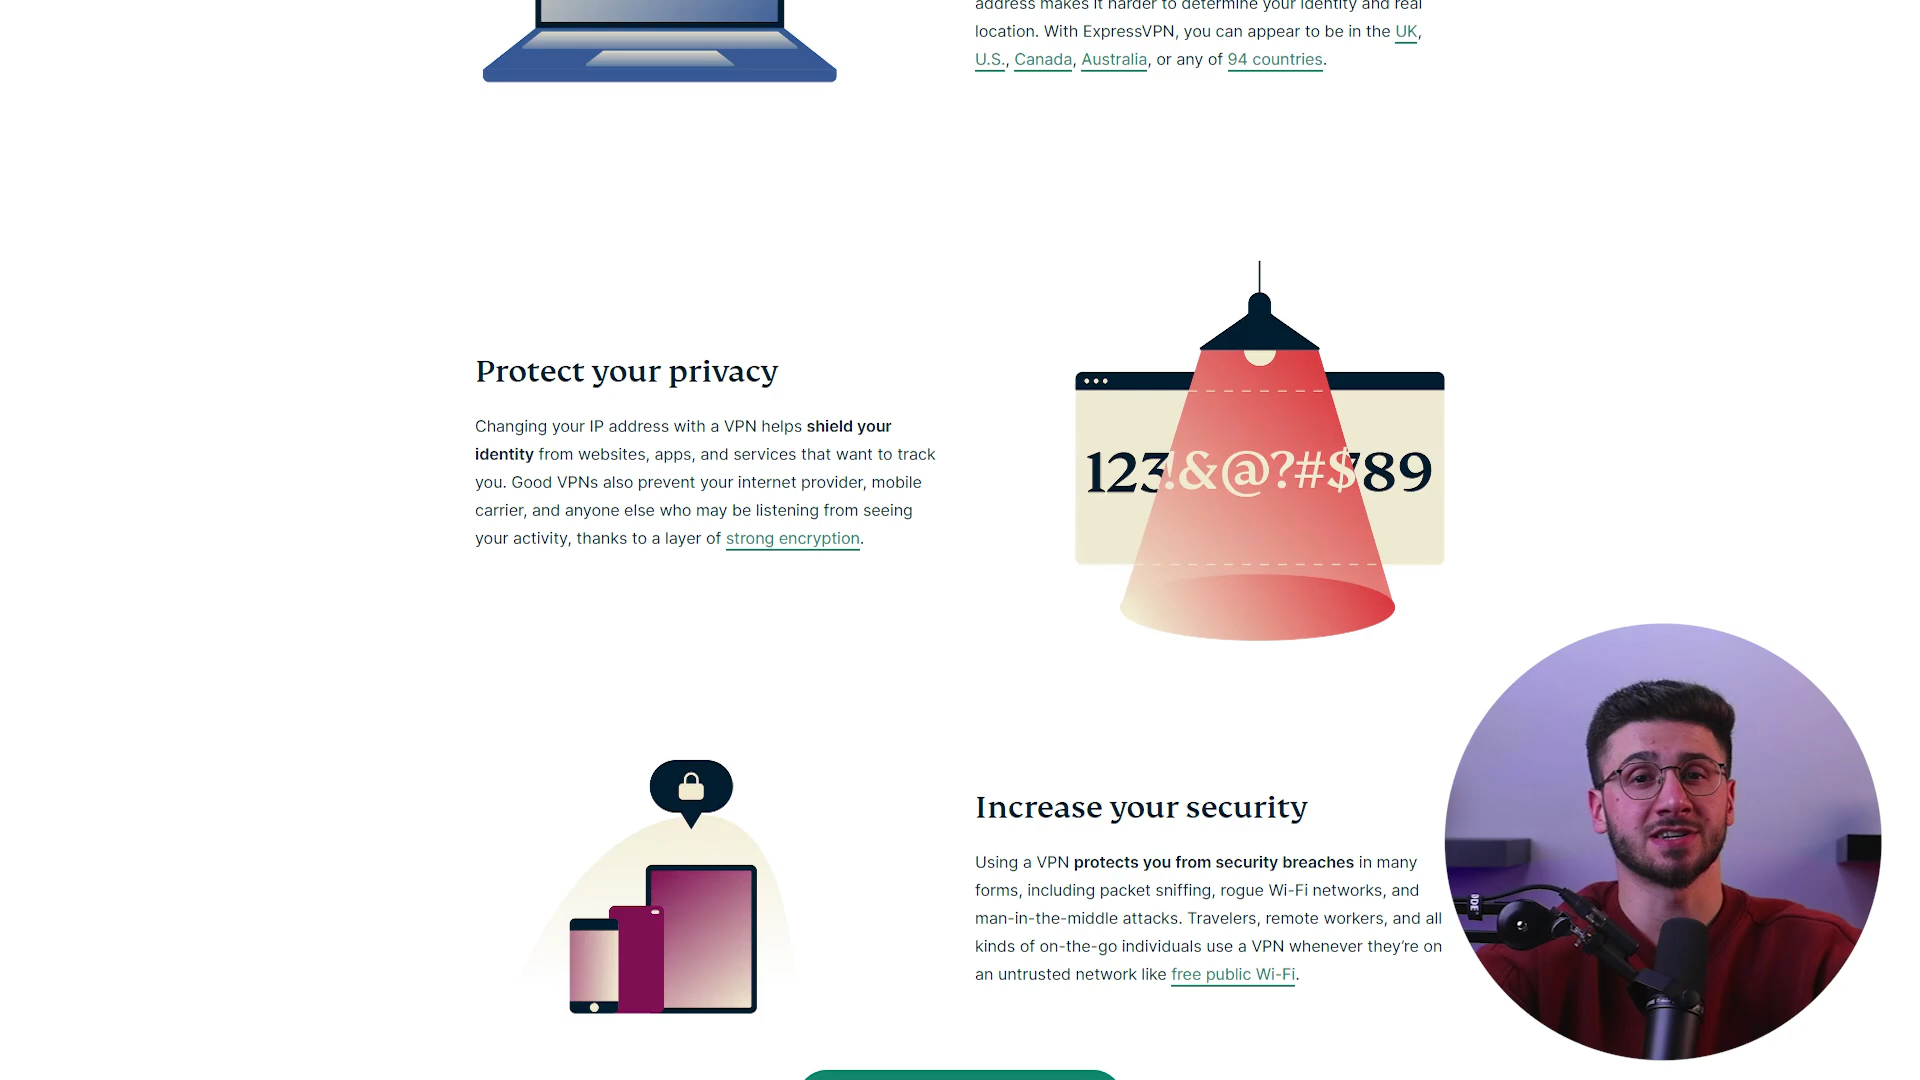 address makes it harder to determine your identity and real
location. With ExpressVPN, you can appear to be in the UK,
U.S., Canada, Australia, or any of 94 countries.
Protect your privacy
Changing your IP address with a VPN helps shield your
identity from websites, apps, and services that want to track
you. Good VPNs also prevent your internet provider, mobile
carrier, and anyone else who may be listening from seeing
your activity, thanks to a layer of strong encryption.
123!&@?#$789
Increase your security
Using a VPN protects you from security breaches in many
forms, including packet sniffing, rogue Wi-Fi networks, and
man-in-the-middle attacks. Travelers, remote workers, and all
kinds of on-the-go individuals use a VPN whenever they're on
an untrusted network like free public Wi-Fi.